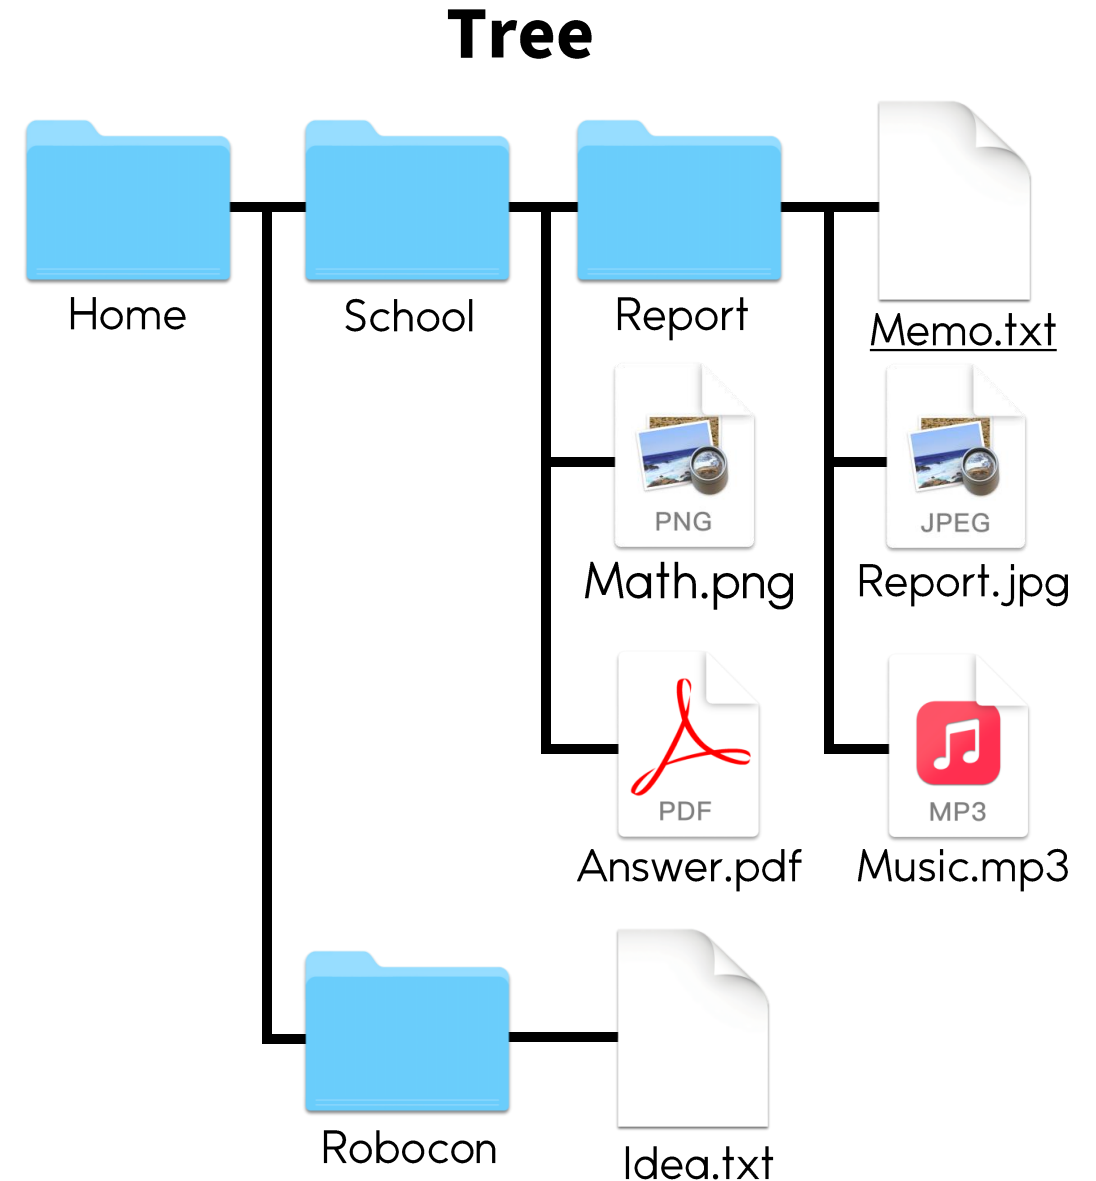 Tree
Home
School
Report
Memo.txt
PNG
JPEG
Math.png
Report.jpg
PDF
MP3
Answer.pdf
Music.mp3
Robocon
Idea.txt